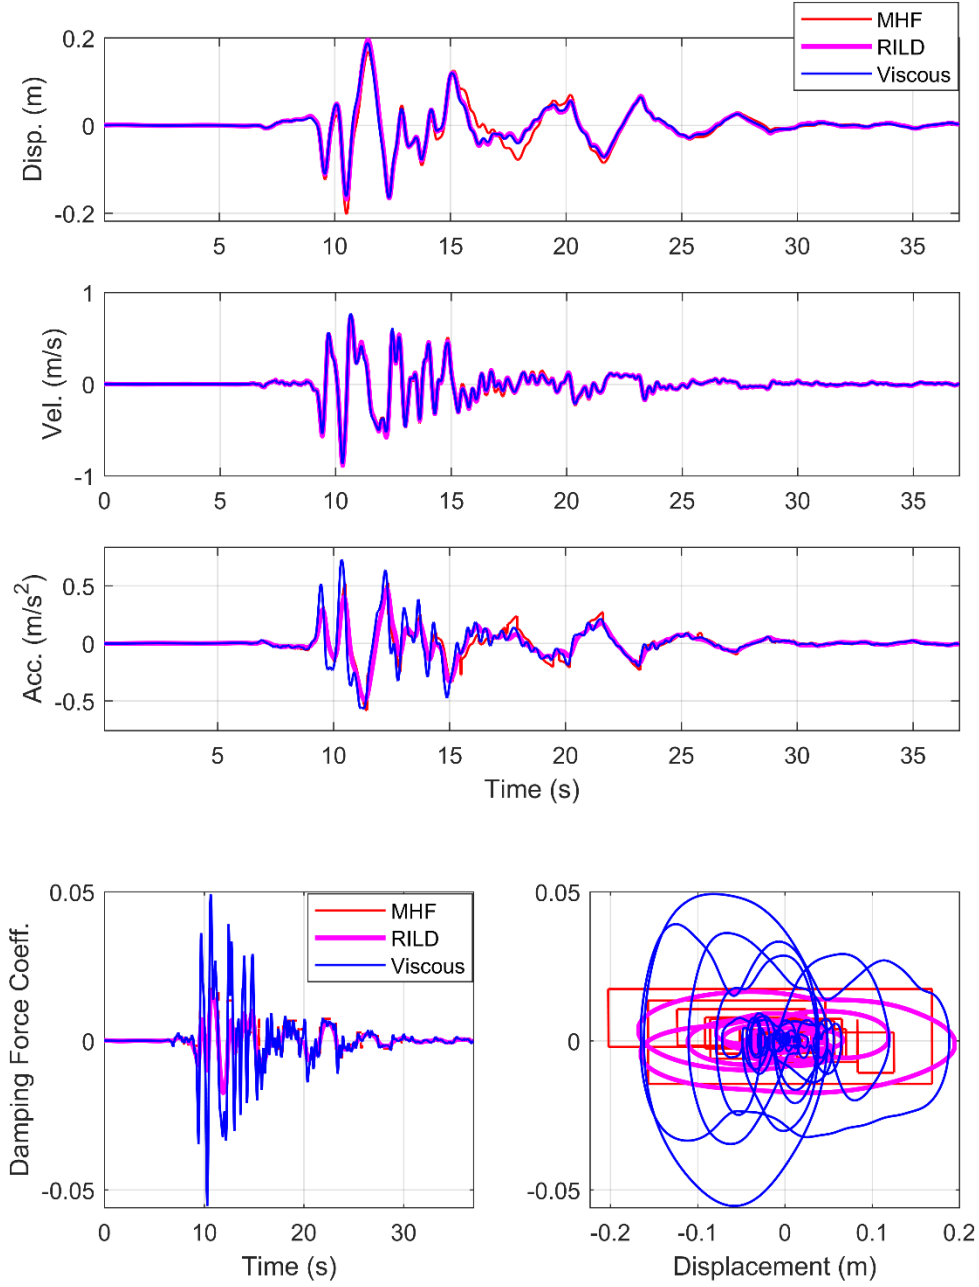 MHF
RILD
Viscous
Disp. (m)
0.2
0
-0.2
5 10 15 20 25 30 35
Vel. (m/s)
1
0
-1
0 5 10 15 20 25 30 35
Acc. (m/s²)
0.5
0
-0.5
5 10 15 20 25 30 35
Time (s)
Damping Force Coeff.
0.05
0
-0.05
MHF
RILD
Viscous
0 10 20 30
Time (s)
0.05
0
-0.05
-0.2 -0.1 0 0.1 0.2
Displacement (m)